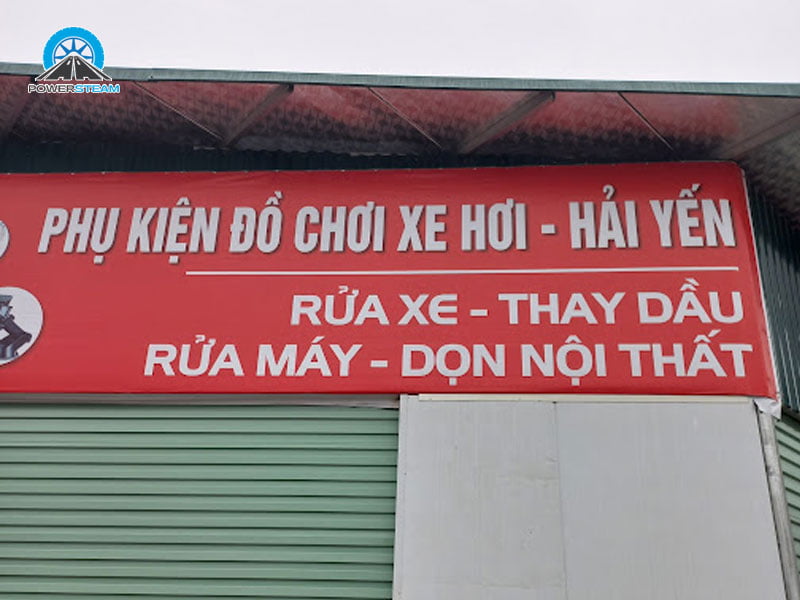 POWERSTEAM
PHỤ KIỆN ĐỒ CHƠI XE HƠI - HẢI YẾN
RỬA XE - THAY DẦU
RỬA MÁY - DỌN NỘI THẤT